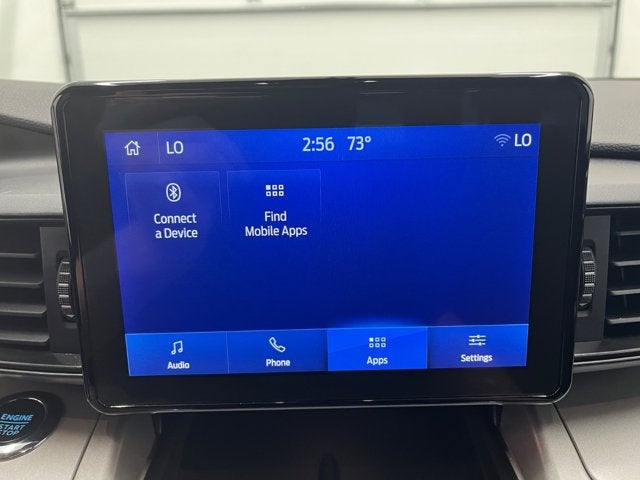 LO 2:56 73° LO
Connect
a Device
Find
Mobile Apps
Audio Phone Apps Settings
ENGINE
START
STOP